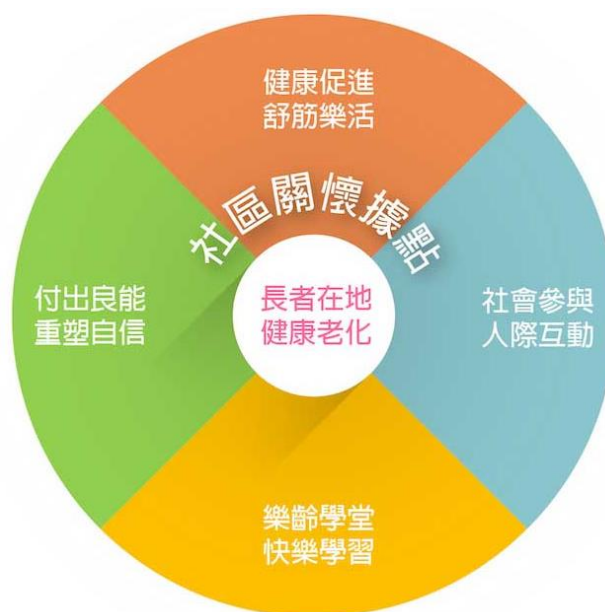 健康促進
舒筋樂活
社區關懷據點
付出良能
重塑自信
長者在地
健康老化
社會參與
人際互動
樂齡學堂
快樂學習